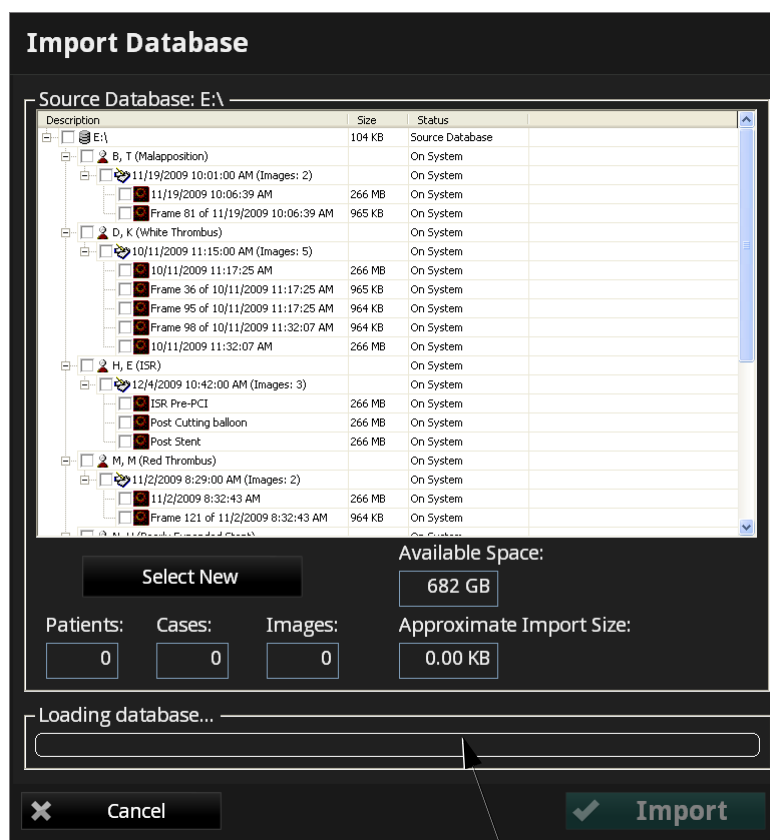 Import Database
Source Database: E:\
Description Size Status
E:\ 104 KB Source Database
B, T (Malapposition) On System
11/19/2009 10:01:00 AM (Images: 2) On System
11/19/2009 10:06:39 AM 266 MB On System
Frame 81 of 11/19/2009 10:06:39 AM 965 KB On System
D, K (White Thrombus) On System
10/11/2009 11:15:00 AM (Images: 5) On System
10/11/2009 11:17:25 AM 266 MB On System
Frame 36 of 10/11/2009 11:17:25 AM 965 KB On System
Frame 95 of 10/11/2009 11:17:25 AM 964 KB On System
Frame 98 of 10/11/2009 11:32:07 AM 964 KB On System
10/11/2009 11:32:07 AM 266 MB On System
H, E (ISR) On System
12/4/2009 10:42:00 AM (Images: 3) On System
ISR Pre-PCI 266 MB On System
Post Cutting balloon 266 MB On System
Post Stent 266 MB On System
M, M (Red Thrombus) On System
11/2/2009 8:29:00 AM (Images: 2) On System
11/2/2009 8:32:43 AM 266 MB On System
Frame 121 of 11/2/2009 8:32:43 AM 964 KB On System
Available Space:
Select New 682 GB
Patients: Cases: Images: Approximate Import Size:
0 0 0 0.00 KB
Loading database...
Cancel Import